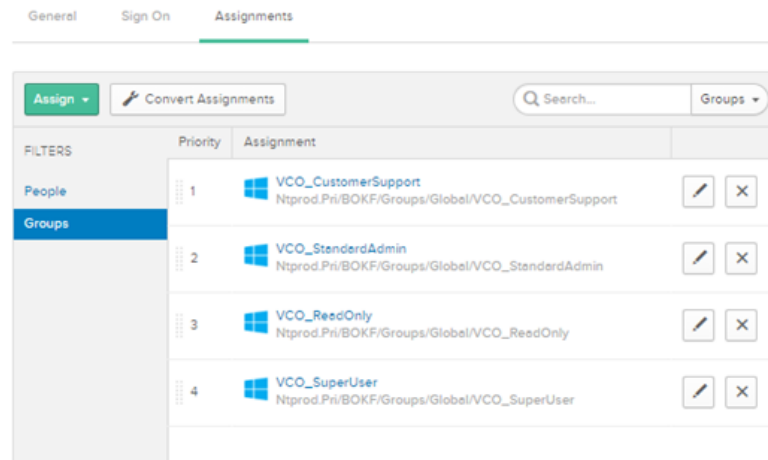 General Sign On Assignments
Assign Convert Assignments Search... Groups
FILTERS Priority Assignment
People
Groups
1 VCO_CustomerSupport
Ntprod.Pri/BOKF/Groups/Global/VCO_CustomerSupport
2 VCO_StandardAdmin
Ntprod.Pri/BOKF/Groups/Global/VCO_StandardAdmin
3 VCO_ReadOnly
Ntprod.Pri/BOKF/Groups/Global/VCO_ReadOnly
4 VCO_SuperUser
Ntprod.Pri/BOKF/Groups/Global/VCO_SuperUser